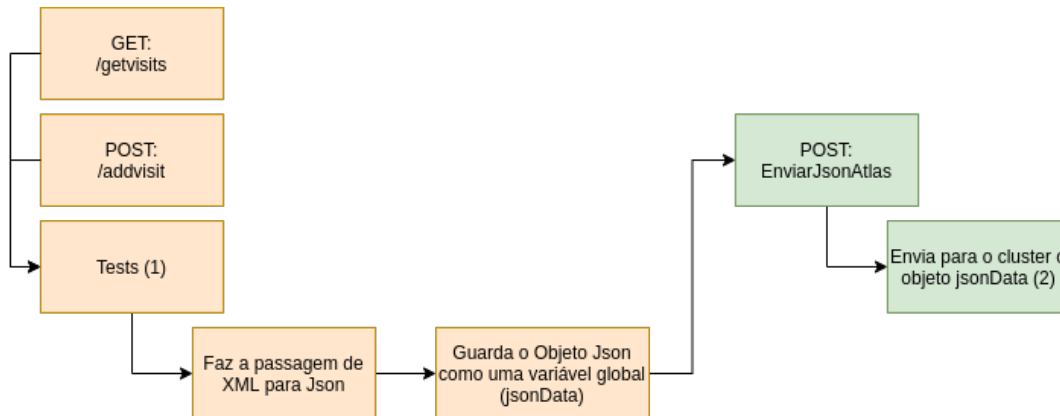 GET:
/getvisits
POST:
/addvisit
Tests (1)
Faz a passagem de
XML para Json
Guarda o Objeto Json
como uma variável global
(jsonData)
POST:
EnviarJsonAtlas
Envia para o cluster
objeto jsonData (2)